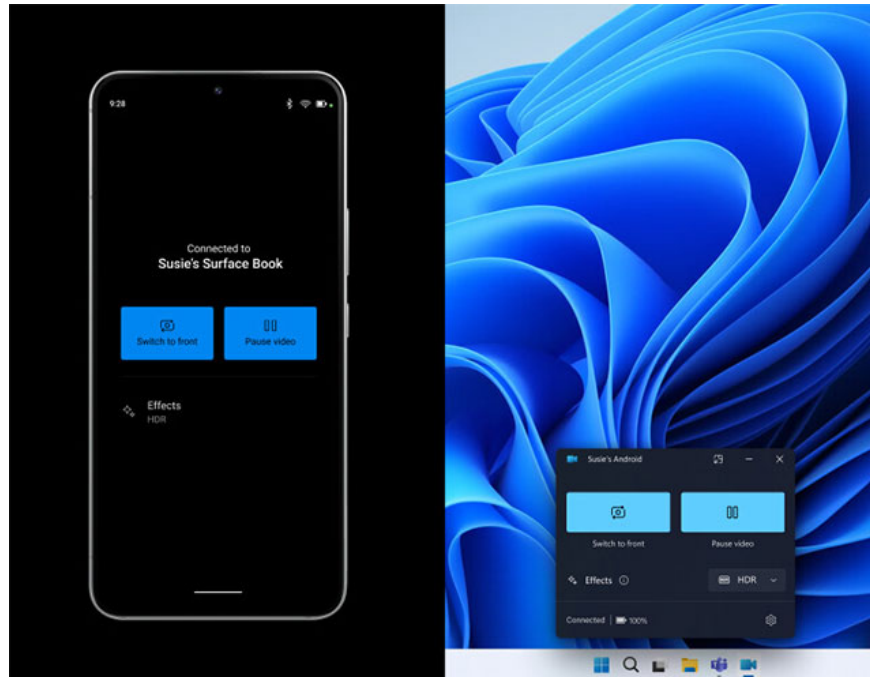 9:28
Connected to
Susie's Surface Book
Switch to front
Pause video
Effects
HDR
Susie's Android
Switch to front
Pause video
Effects
HDR
Connected | 100%